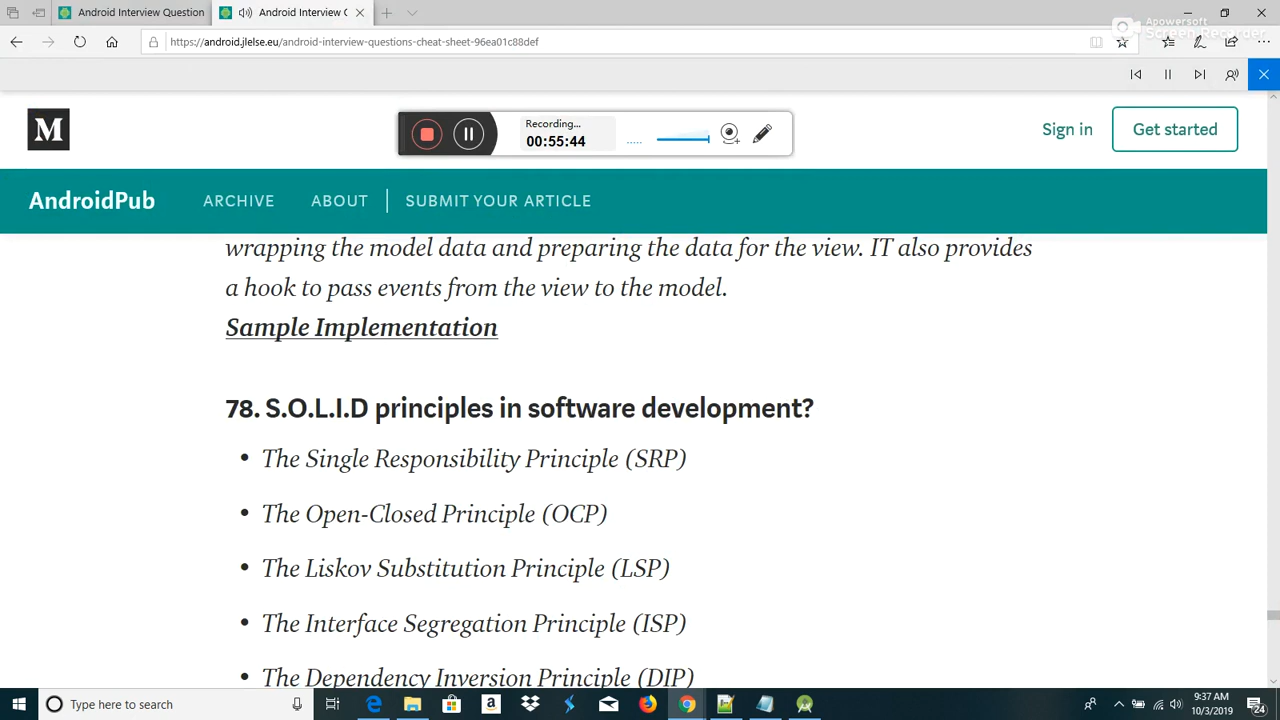 Android Interview Question
Android Interview C
https://android.jlelse.eu/android-interview-questions-cheat-sheet-96ea01c88def
Apowersoft
Screen Recorder
M
Recording...
00:55:44
Sign in
Get started
AndroidPub
ARCHIVE
ABOUT
SUBMIT YOUR ARTICLE
wrapping the model data and preparing the data for the view. IT also provides
a hook to pass events from the view to the model.
Sample Implementation
78. S.O.L.I.D principles in software development?
• The Single Responsibility Principle (SRP)
• The Open-Closed Principle (OCP)
• The Liskov Substitution Principle (LSP)
• The Interface Segregation Principle (ISP)
• The Dependency Inversion Principle (DIP)
Type here to search
9:37 AM
10/3/2019
24